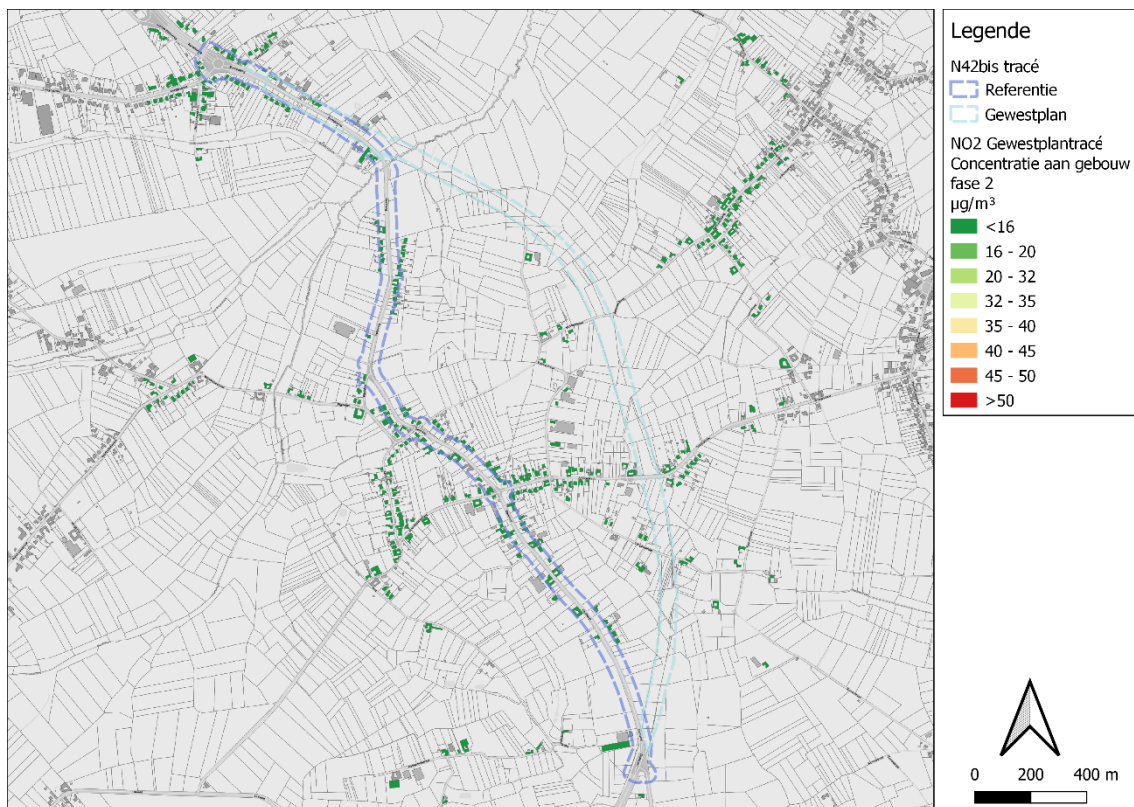 Legende
N42bis tracé
Referentie
Gewestplan
NO2 Gewestplantracé
Concentratie aan gebouw
fase 2
µg/m³
<16
16 - 20
20 - 32
32 - 35
35 - 40
40 - 45
45 - 50
>50
0 200 400 m